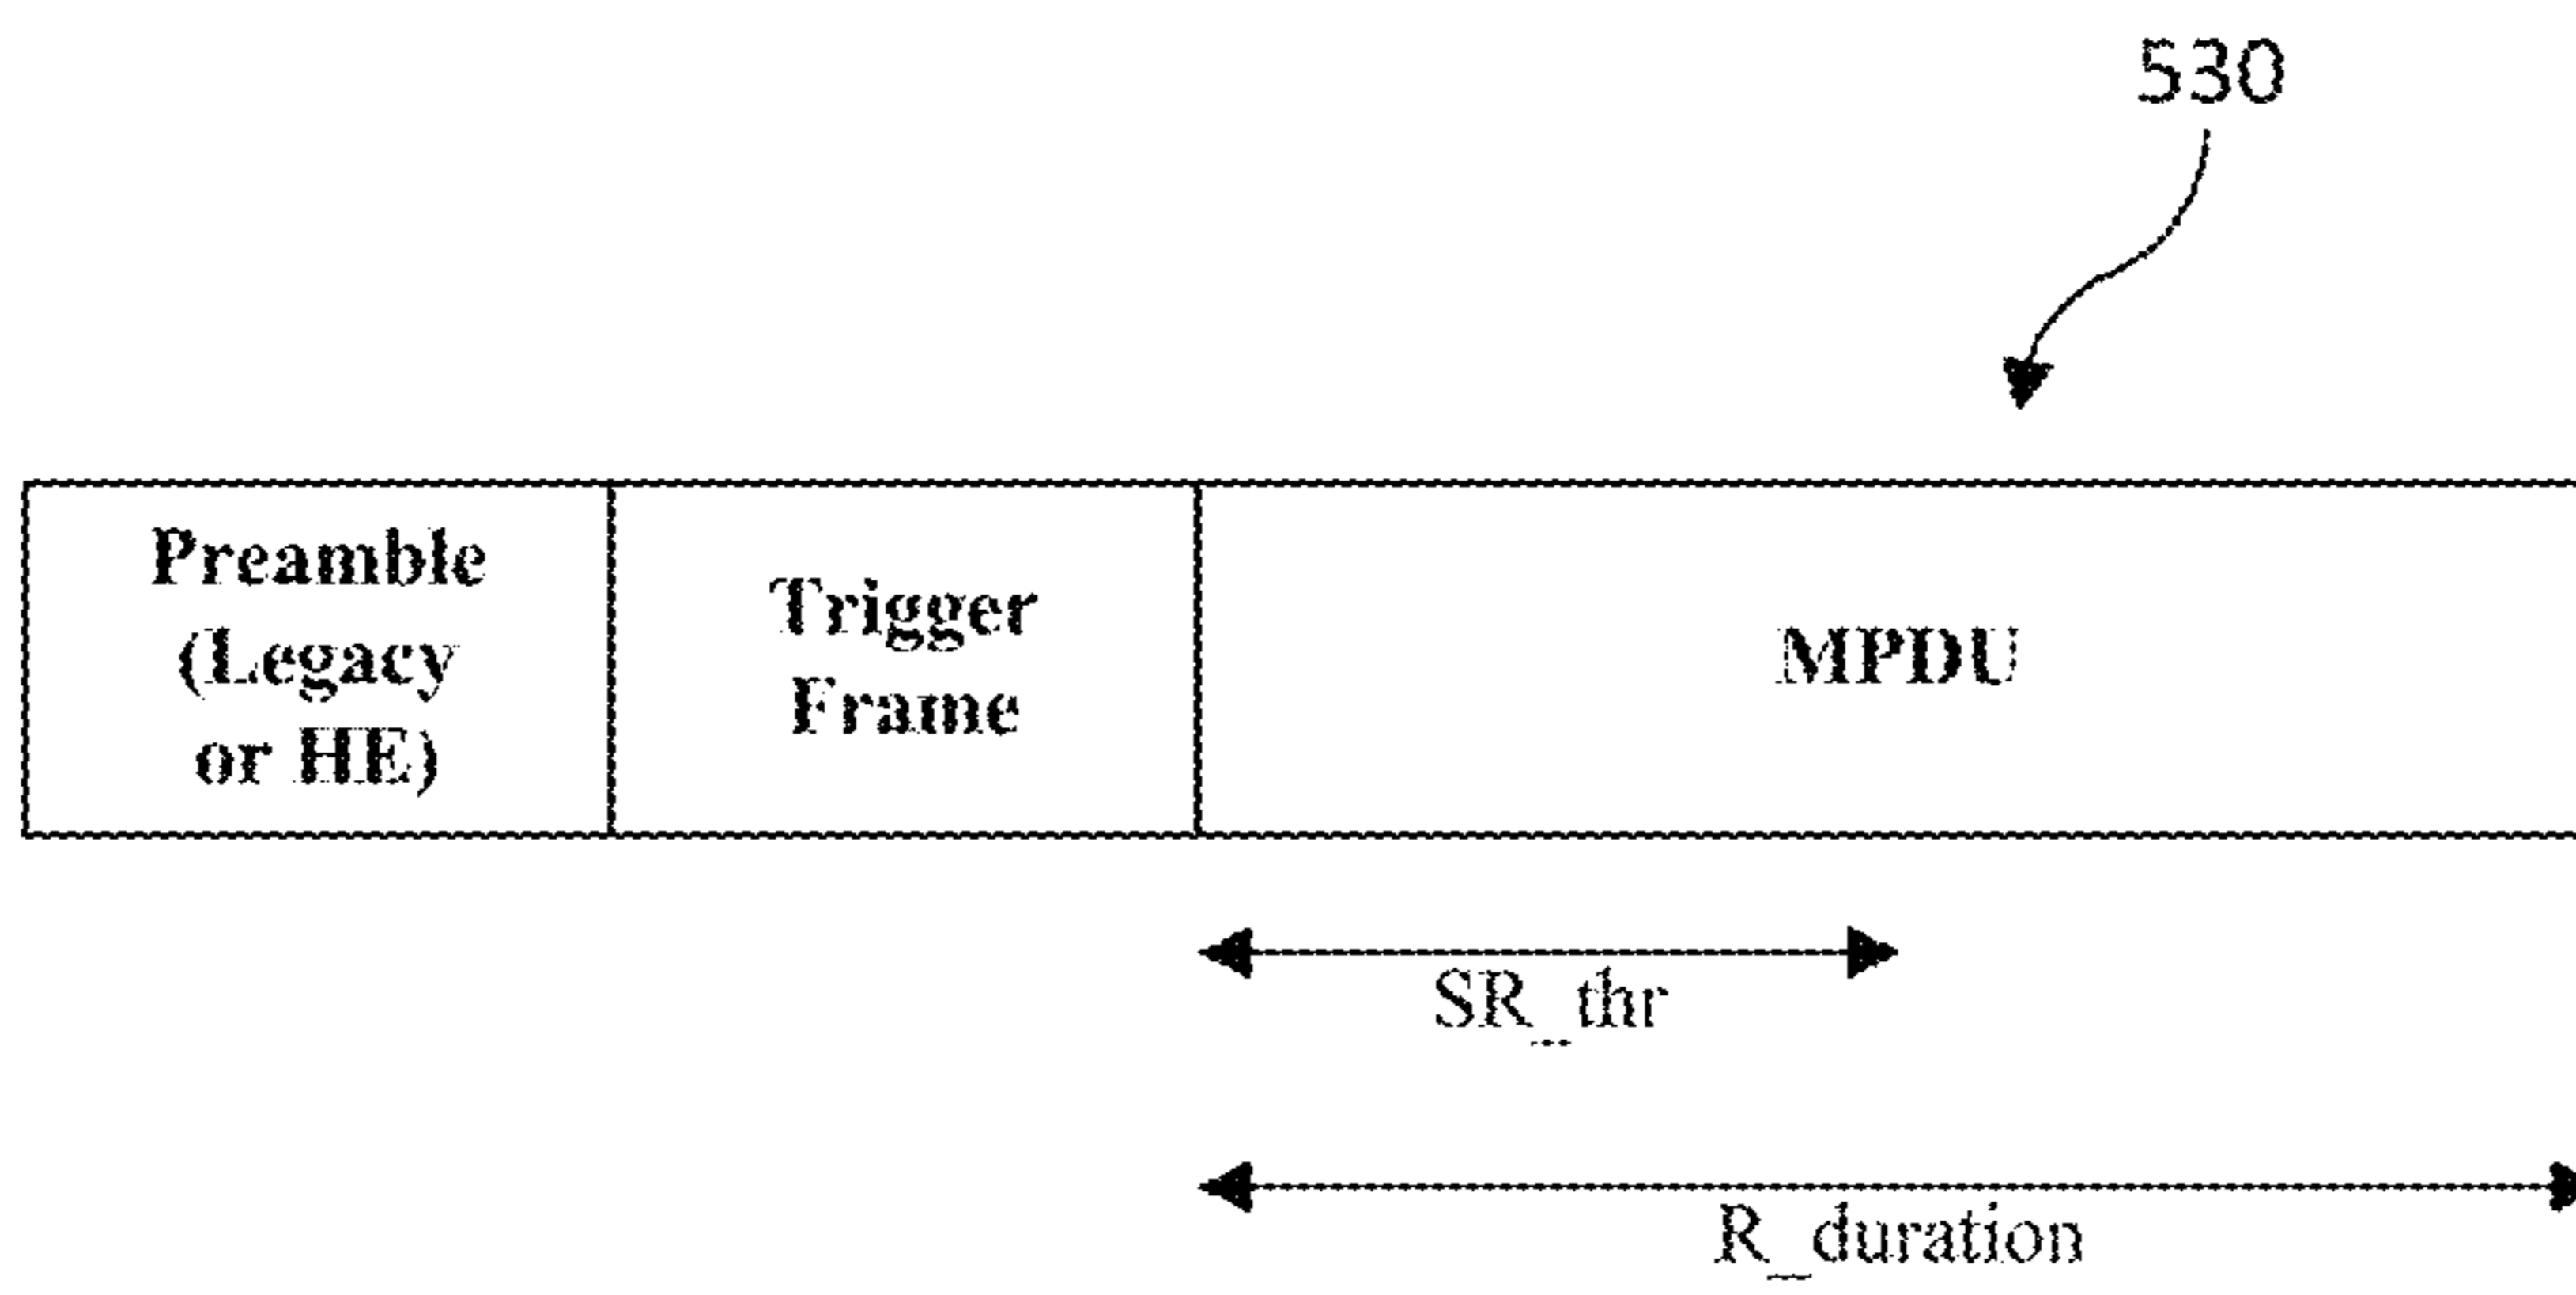 530
Preamble
(Legacy
or HE)
Trigger
Frame
MPDU
SR_thr
R_duration